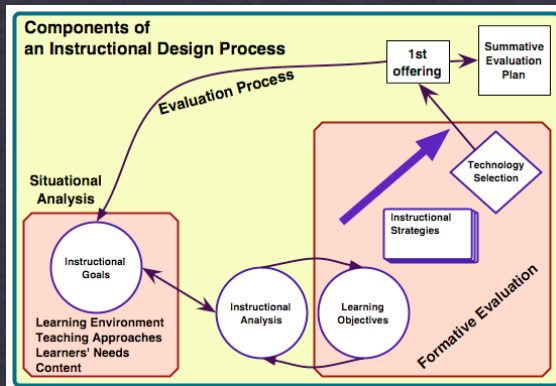 Components of
an Instructional Design Process
1st
offering
Summative
Evaluation
Plan
Evaluation Process
Technology
Selection
Situational
Analysis
Instructional
Strategies
Instructional
Goals
Instructional
Analysis
Learning
Objectives
Formative Evaluation
Learning Environment
Teaching Approaches
Learners' Needs
Content